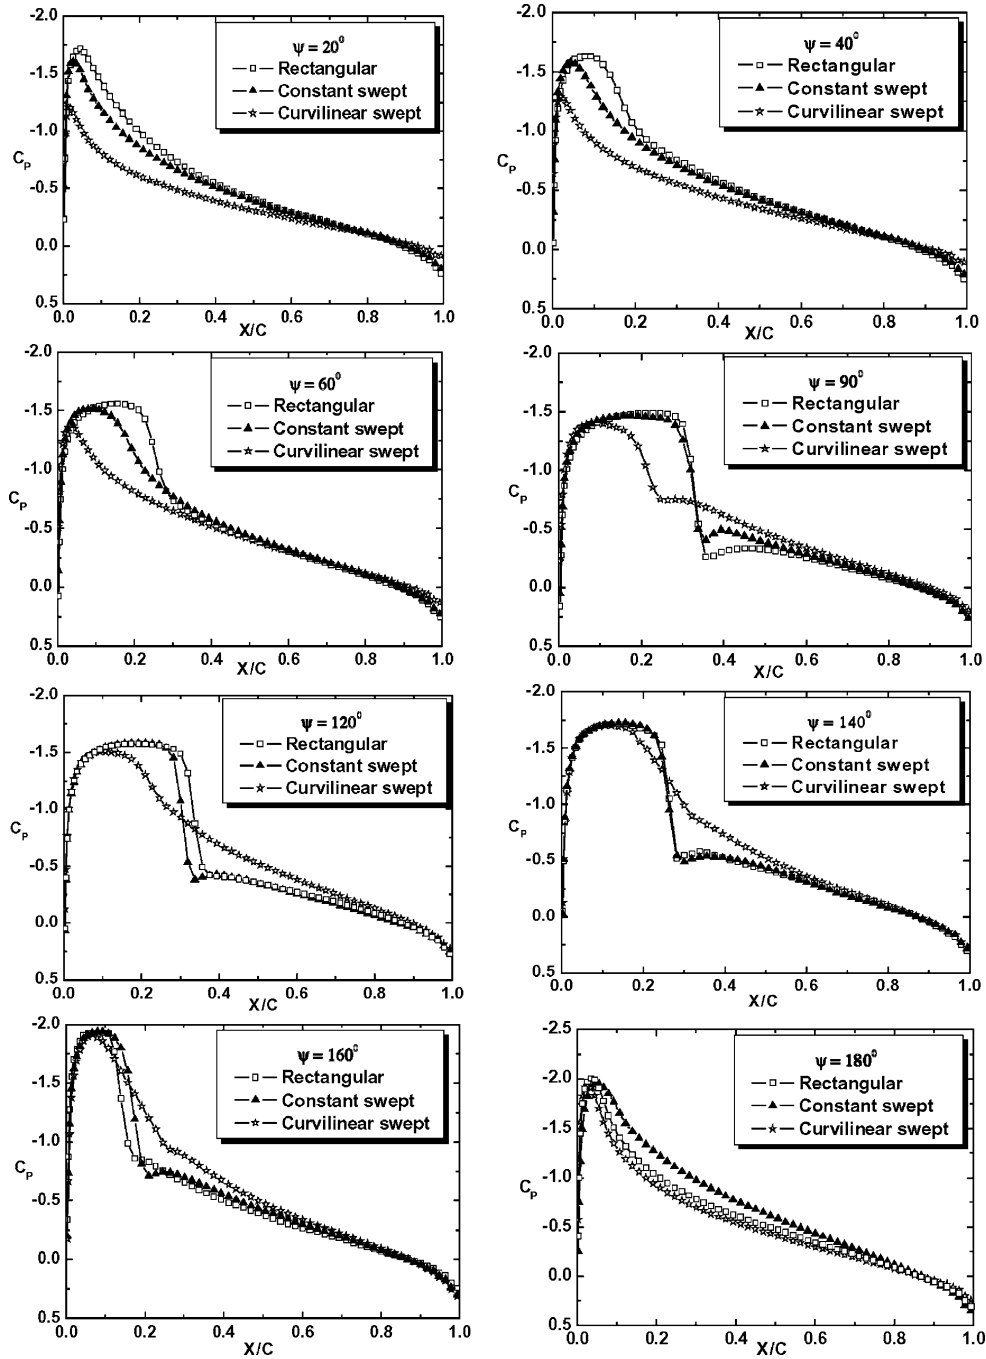 -2.0
-1.5
-1.0
-0.5
0.0
0.5
C_P
ψ = 20⁰
Rectangular
Constant swept
Curvilinear swept
0.0 0.2 0.4 0.6 0.8 1.0
X/C
-2.0
-1.5
-1.0
-0.5
0.0
0.5
C_P
ψ = 40⁰
Rectangular
Constant swept
Curvilinear swept
0.0 0.2 0.4 0.6 0.8 1.0
X/C
-2.0
-1.5
-1.0
-0.5
0.0
0.5
C_P
ψ = 60⁰
Rectangular
Constant swept
Curvilinear swept
0.0 0.2 0.4 0.6 0.8 1.0
X/C
-2.0
-1.5
-1.0
-0.5
0.0
0.5
C_P
ψ = 90⁰
Rectangular
Constant swept
Curvilinear swept
0.0 0.2 0.4 0.6 0.8 1.0
X/C
-2.0
-1.5
-1.0
-0.5
0.0
0.5
C_P
ψ = 120⁰
Rectangular
Constant swept
Curvilinear swept
0.0 0.2 0.4 0.6 0.8 1.0
X/C
-2.0
-1.5
-1.0
-0.5
0.0
0.5
C_P
ψ = 140⁰
Rectangular
Constant swept
Curvilinear swept
0.0 0.2 0.4 0.6 0.8 1.0
X/C
-2.0
-1.5
-1.0
-0.5
0.0
0.5
C_P
ψ = 160⁰
Rectangular
Constant swept
Curvilinear swept
0.0 0.2 0.4 0.6 0.8 1.0
X/C
-2.5
-2.0
-1.5
-1.0
-0.5
0.0
0.5
C_P
ψ = 180⁰
Rectangular
Constant swept
Curvilinear swept
0.0 0.2 0.4 0.6 0.8 1.0
X/C